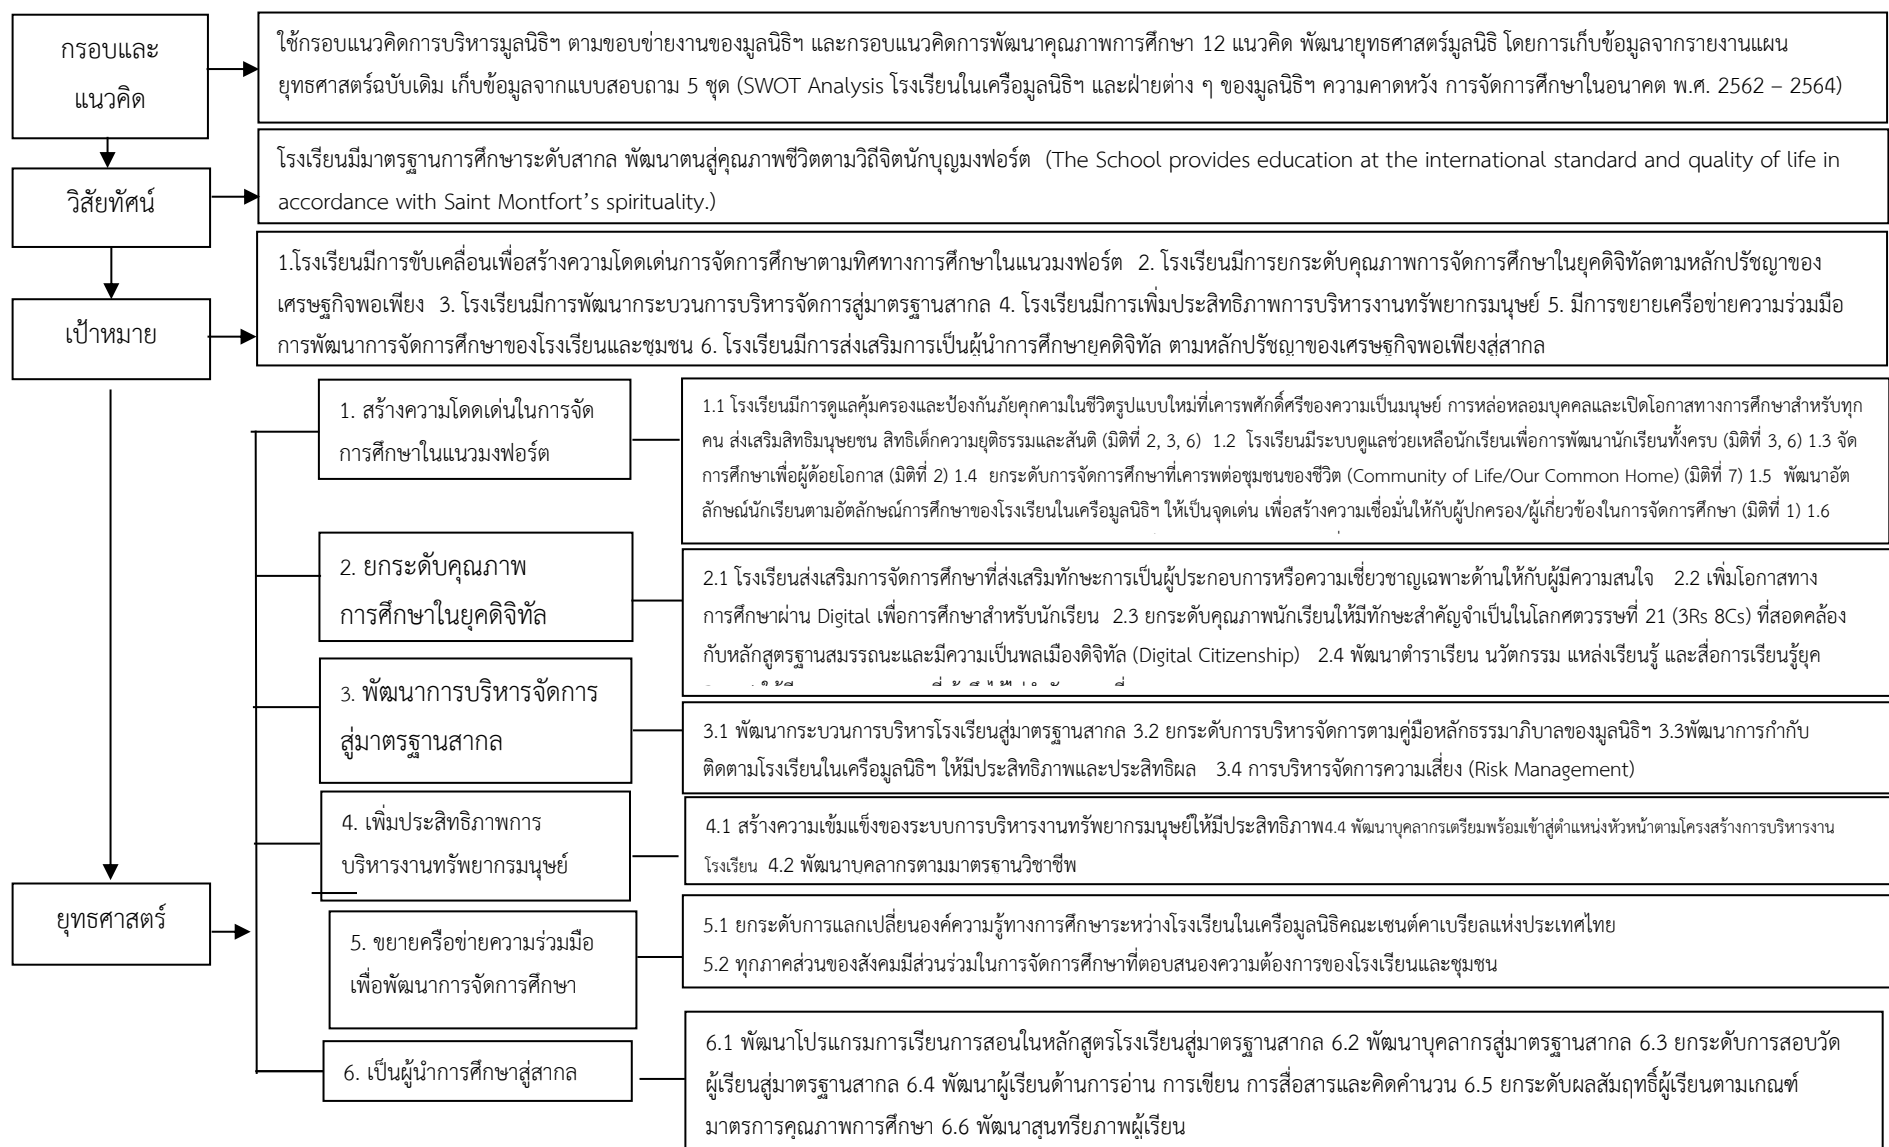 กรอบและ
แนวคิด
ใช้กรอบแนวคิดการบริหารมูลนิธิฯ ตามขอบข่ายงานของมูลนิธิฯ และกรอบแนวคิดการพัฒนาคุณภาพการศึกษา 12 แนวคิด พัฒนายุทธศาสตร์มูลนิธิ โดยการเก็บข้อมูลจากรายงานแผน
ยุทธศาสตร์ฉบับเดิม เก็บข้อมูลจากแบบสอบถาม 5 ชุด (SWOT Analysis โรงเรียนในเครือมูลนิธิฯ และฝ่ายต่าง ๆ ของมูลนิธิฯ ความคาดหวัง การจัดการศึกษาในอนาคต พ.ศ. 2562 – 2564)
วิสัยทัศน์
โรงเรียนมีมาตรฐานการศึกษาระดับสากล พัฒนาตนสู่คุณภาพชีวิตตามวิถีจิตนักบุญมงฟอร์ต (The School provides education at the international standard and quality of life in
accordance with Saint Montfort's spirituality.)
เป้าหมาย
1.โรงเรียนมีการขับเคลื่อนเพื่อสร้างความโดดเด่นการจัดการศึกษาตามทิศทางการศึกษาในแนวมงฟอร์ต 2. โรงเรียนมีการยกระดับคุณภาพการจัดการศึกษาในยุคดิจิทัลตามหลักปรัชญาของ
เศรษฐกิจพอเพียง 3. โรงเรียนมีการพัฒนากระบวนการบริหารจัดการสู่มาตรฐานสากล 4. โรงเรียนมีการเพิ่มประสิทธิภาพการบริหารงานทรัพยากรมนุษย์ 5. มีการขยายเครือข่ายความร่วมมือ
การพัฒนาการจัดการศึกษาของโรงเรียนและชุมชน 6. โรงเรียนมีการส่งเสริมการเป็นผู้นำการศึกษายุคดิจิทัล ตามหลักปรัชญาของเศรษฐกิจพอเพียงสู่สากล
ยุทธศาสตร์
1. สร้างความโดดเด่นในการจัด
การศึกษาในแนวมงฟอร์ต
1.1 โรงเรียนมีการดูแลคุ้มครองและป้องกันภัยคุกคามในชีวิตรูปแบบใหม่ที่เคารพศักดิ์ศรีของความเป็นมนุษย์ การหล่อหลอมบุคคลและเปิดโอกาสทางการศึกษาสำหรับทุก
คน ส่งเสริมสิทธิมนุษยชน สิทธิเด็กความยุติธรรมและสันติ (มิติที่ 2, 3, 6) 1.2 โรงเรียนมีระบบดูแลช่วยเหลือนักเรียนเพื่อการพัฒนานักเรียนทั้งครบ (มิติที่ 3, 6) 1.3 จัด
การศึกษาเพื่อผู้ด้อยโอกาส (มิติที่ 2) 1.4 ยกระดับการจัดการศึกษาที่เคารพต่อชุมชนของชีวิต (Community of Life/Our Common Home) (มิติที่ 7) 1.5 พัฒนาอัต
ลักษณ์นักเรียนตามอัตลักษณ์การศึกษาของโรงเรียนในเครือมูลนิธิฯ ให้เป็นจุดเด่น เพื่อสร้างความเชื่อมั่นให้กับผู้ปกครอง/ผู้เกี่ยวข้องในการจัดการศึกษา (มิติที่ 1) 1.6
2. ยกระดับคุณภาพ
การศึกษาในยุคดิจิทัล
2.1 โรงเรียนส่งเสริมการจัดการศึกษาที่ส่งเสริมทักษะการเป็นผู้ประกอบการหรือความเชี่ยวชาญเฉพาะด้านให้กับผู้มีความสนใจ 2.2 เพิ่มโอกาสทาง
การศึกษาผ่าน Digital เพื่อการศึกษาสำหรับนักเรียน 2.3 ยกระดับคุณภาพนักเรียนให้มีทักษะสำคัญจำเป็นในโลกศตวรรษที่ 21 (3Rs 8Cs) ที่สอดคล้อง
กับหลักสูตรฐานสมรรถนะและมีความเป็นพลเมืองดิจิทัล (Digital Citizenship) 2.4 พัฒนาตำราเรียน นวัตกรรม แหล่งเรียนรู้ และสื่อการเรียนรู้ยุค
3. พัฒนาการบริหารจัดการ
สู่มาตรฐานสากล
3.1 พัฒนากระบวนการบริหารโรงเรียนสู่มาตรฐานสากล 3.2 ยกระดับการบริหารจัดการตามคู่มือหลักธรรมาภิบาลของมูลนิธิฯ 3.3พัฒนาการกำกับ
ติดตามโรงเรียนในเครือมูลนิธิฯ ให้มีประสิทธิภาพและประสิทธิผล 3.4 การบริหารจัดการความเสี่ยง (Risk Management)
4. เพิ่มประสิทธิภาพการ
บริหารงานทรัพยากรมนุษย์
4.1 สร้างความเข้มแข็งของระบบการบริหารงานทรัพยากรมนุษย์ให้มีประสิทธิภาพ4.4 พัฒนาบุคลากรเตรียมพร้อมเข้าสู่ตำแหน่งหัวหน้าตามโครงสร้างการบริหารงาน
โรงเรียน 4.2 พัฒนาบุคลากรตามมาตรฐานวิชาชีพ
5. ขยายครือข่ายความร่วมมือ
เพื่อพัฒนาการจัดการศึกษา
5.1 ยกระดับการแลกเปลี่ยนองค์ความรู้ทางการศึกษาระหว่างโรงเรียนในเครือมูลนิธิคณะเซนต์คาเบรียลแห่งประเทศไทย
5.2 ทุกภาคส่วนของสังคมมีส่วนร่วมในการจัดการศึกษาที่ตอบสนองความต้องการของโรงเรียนและชุมชน
6. เป็นผู้นำการศึกษาสู่สากล
6.1 พัฒนาโปรแกรมการเรียนการสอนในหลักสูตรโรงเรียนสู่มาตรฐานสากล 6.2 พัฒนาบุคลากรสู่มาตรฐานสากล 6.3 ยกระดับการสอบวัด
ผู้เรียนสู่มาตรฐานสากล 6.4 พัฒนาผู้เรียนด้านการอ่าน การเขียน การสื่อสารและคิดคำนวน 6.5 ยกระดับผลสัมฤทธิ์ผู้เรียนตามเกณฑ์
มาตรการคุณภาพการศึกษา 6.6 พัฒนาสุนทรียภาพผู้เรียน